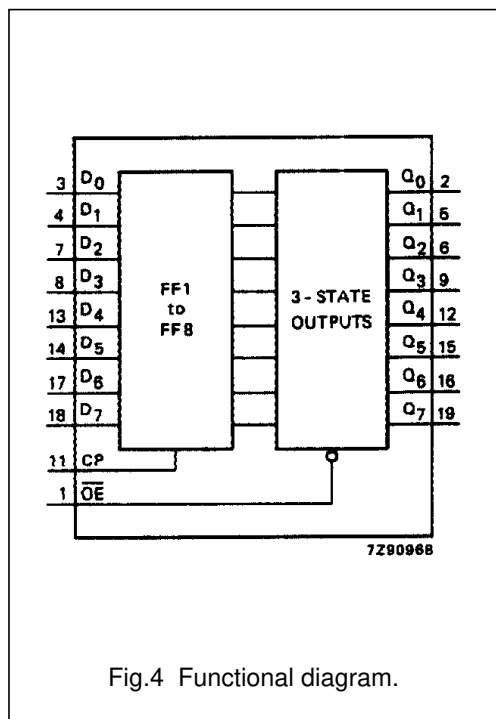 3 D0 Q0 2
4 D1 Q1 5
7 D2 Q2 6
8 D3 Q3 9
13 D4 Q4 12
14 D5 Q5 15
17 D6 Q6 16
18 D7 Q7 19
FF1
to
FF8
3-STATE
OUTPUTS
11 CP
1 O̅E̅
7Z90968
Fig.4 Functional diagram.